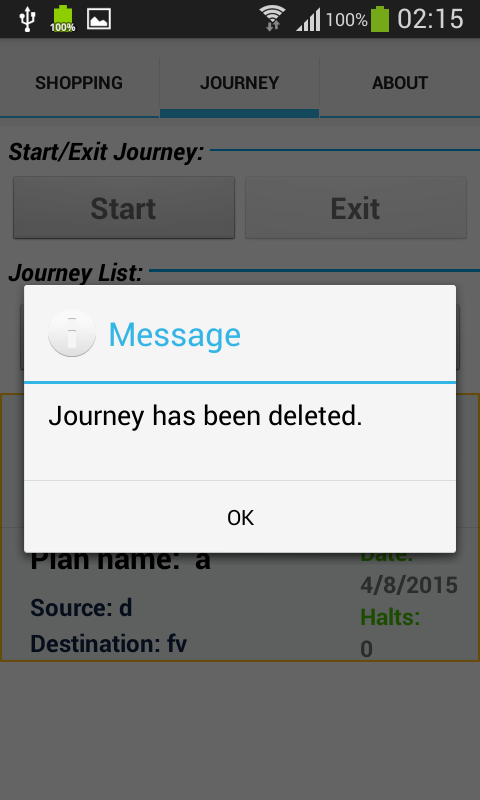 100%
100%
02:15
SHOPPING
JOURNEY
ABOUT
Start/Exit Journey:
Start
Exit
Journey List:
Message
Journey has been deleted.
OK
Plan name: a
Date:
4/8/2015
Source: d
Halts:
Destination: fv
0